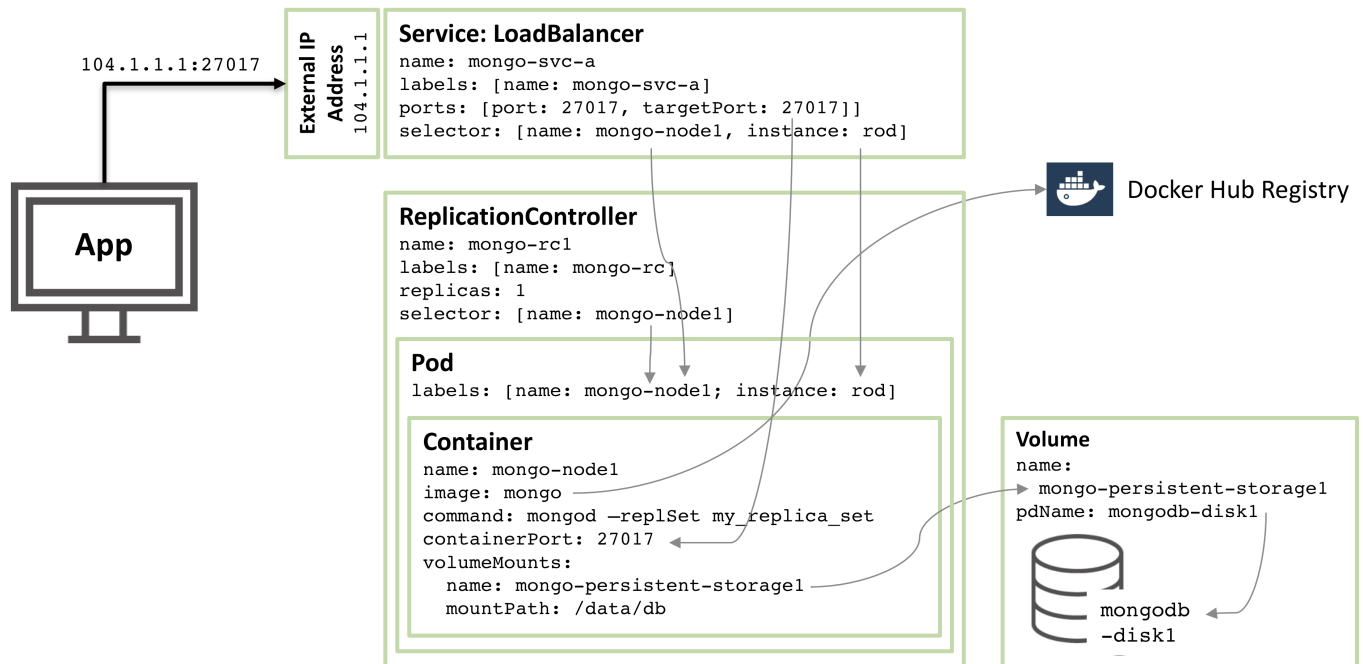 104.1.1.1:27017
External IP
Address
104.1.1.1
Service: LoadBalancer
name: mongo-svc-a
labels: [name: mongo-svc-a]
ports: [port: 27017, targetPort: 27017]]
selector: [name: mongo-node1, instance: rod]
App
Docker Hub Registry
ReplicationController
name: mongo-rc1
labels: [name: mongo-rc]
replicas: 1
selector: [name: mongo-node1]
Pod
labels: [name: mongo-node1; instance: rod]
Container
name: mongo-node1
image: mongo
command: mongod –replSet my_replica_set
containerPort: 27017
volumeMounts:
name: mongo-persistent-storage1
mountPath: /data/db
Volume
name:
mongo-persistent-storage1
pdName: mongodb-disk1
mongodb
-disk1